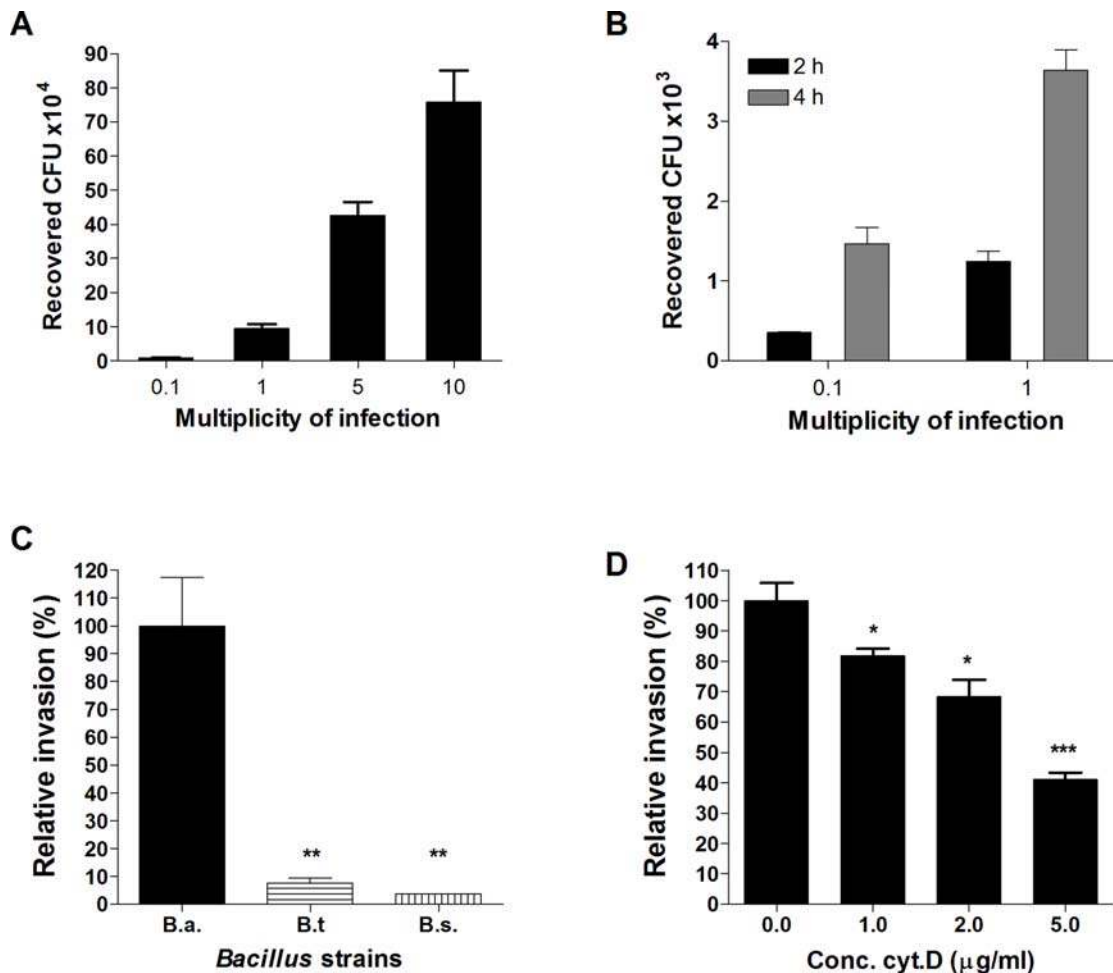 A
Recovered CFU x10⁴
90
80
70
60
50
40
30
20
10
0
0.1 1 5 10
Multiplicity of infection
B
Recovered CFU x10³
4
3
2
1
0
2 h
4 h
0.1 1
Multiplicity of infection
C
Relative invasion (%)
120
110
100
90
80
70
60
50
40
30
20
10
0
** **
B.a. B.t B.s.
Bacillus strains
D
Relative invasion (%)
110
100
90
80
70
60
50
40
30
20
10
0
* * ***
0.0 1.0 2.0 5.0
Conc. cyt.D (μg/ml)